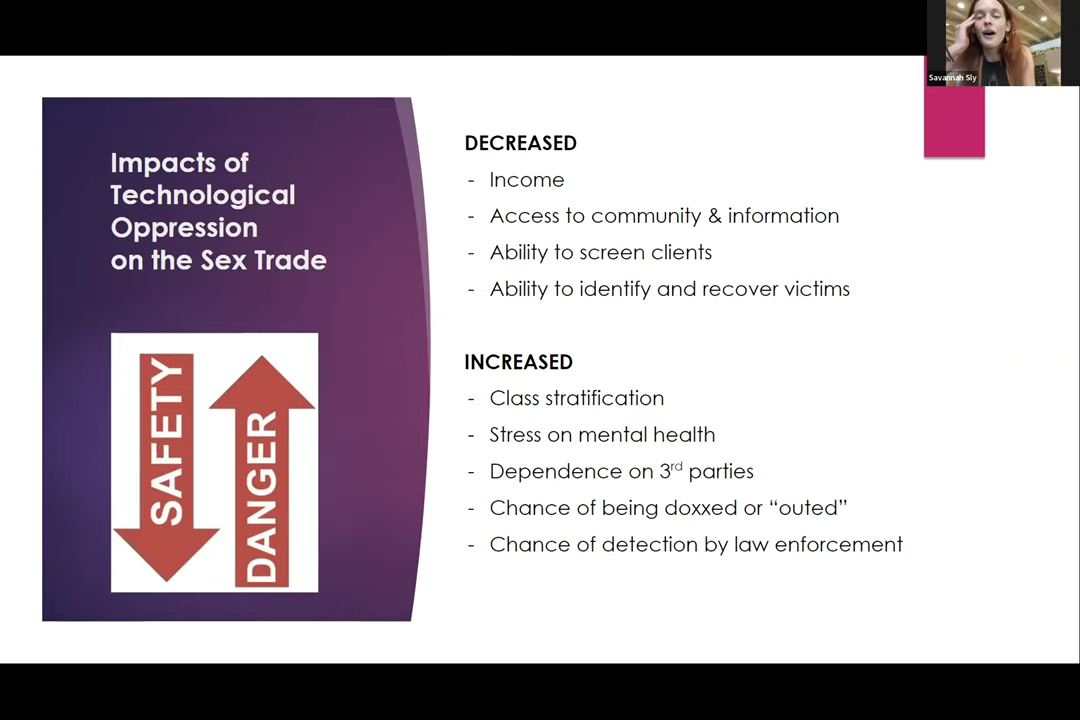 Savannah Sly
Impacts of
Technological
Oppression
on the Sex Trade
SAFETY
DANGER
DECREASED
- Income
- Access to community & information
- Ability to screen clients
- Ability to identify and recover victims
INCREASED
- Class stratification
- Stress on mental health
- Dependence on 3rd parties
- Chance of being doxxed or “outed”
- Chance of detection by law enforcement